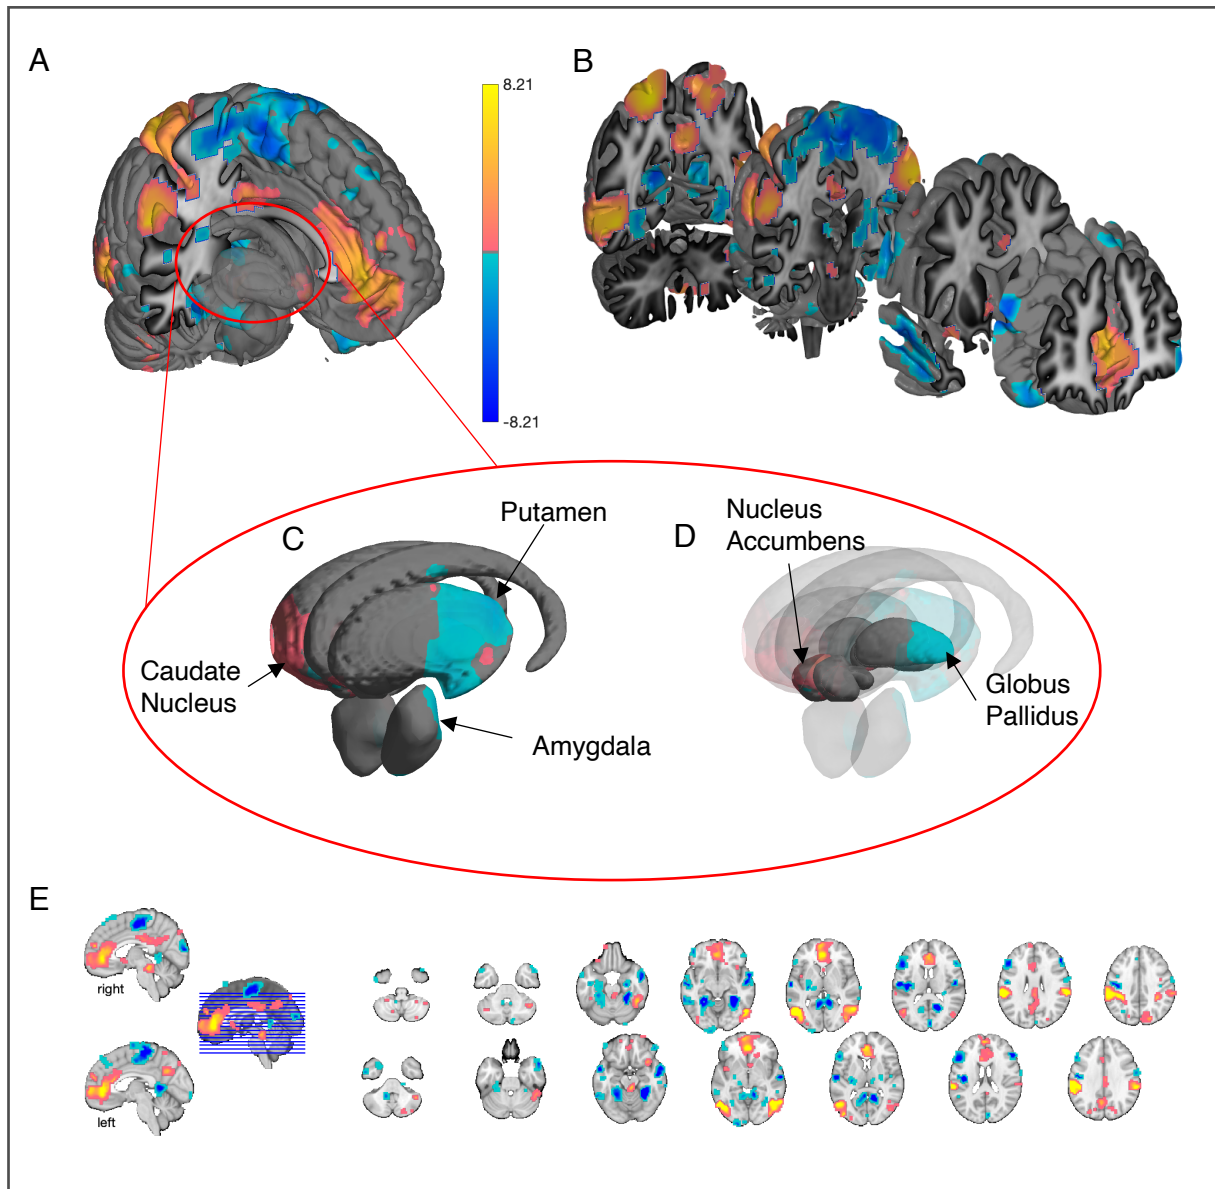 A
8.21
-8.21
B
C
Putamen
Caudate
Nucleus
Amygdala
D
Nucleus
Accumbens
Globus
Pallidus
E
right
left